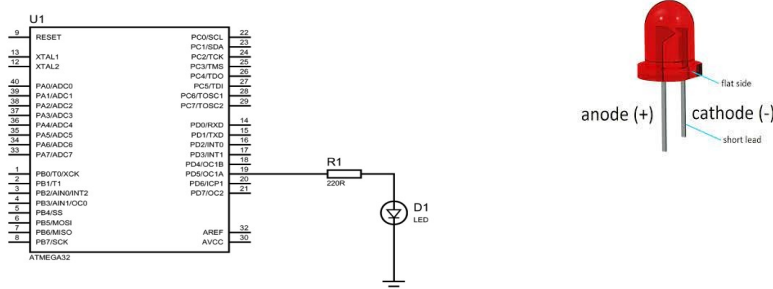 U1
9 RESET
13 XTAL1
12 XTAL2
40 PA0/ADC0
39 PA1/ADC1
38 PA2/ADC2
37 PA3/ADC3
36 PA4/ADC4
35 PA5/ADC5
34 PA6/ADC6
33 PA7/ADC7
1 PB0/T0/XCK
2 PB1/T1
3 PB2/AIN0/INT2
4 PB3/AIN1/OC0
5 PB4/SS
6 PB5/MOSI
7 PB6/MISO
8 PB7/SCK
PC0/SCL 22
PC1/SDA 23
PC2/TCK 24
PC3/TMS 25
PC4/TDO 26
PC5/TDI 27
PC6/TOSC1 28
PC7/TOSC2 29
PD0/RXD 14
PD1/TXD 15
PD2/INT0 16
PD3/INT1 17
PD4/OC1B 18
PD5/OC1A 19
PD6/ICP1 20
PD7/OC2 21
AREF 32
AVCC 30
ATMEGA32
R1
220R
D1
LED
flat side
anode (+)
cathode (-)
short lead